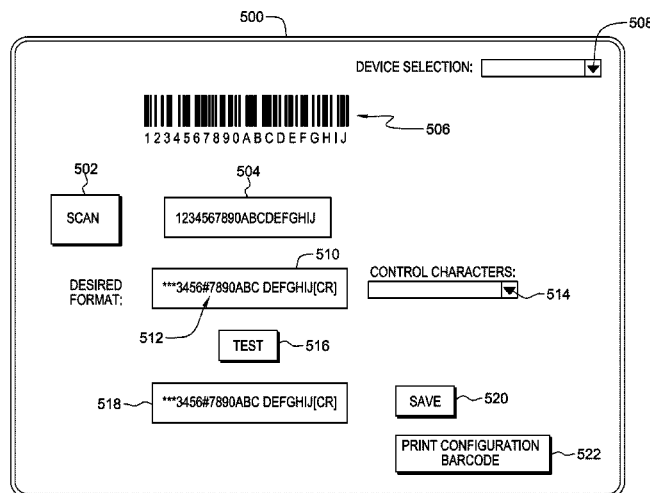 500
508
DEVICE SELECTION:
1234567890ABCDEFGHIJ
506
502
504
SCAN
1234567890ABCDEFGHIJ
510
DESIRED
FORMAT:
***3456#7890ABC DEFGHIJ[CR]
CONTROL CHARACTERS:
514
512
TEST
516
518
***3456#7890ABC DEFGHIJ[CR]
SAVE
520
PRINT CONFIGURATION
BARCODE
522